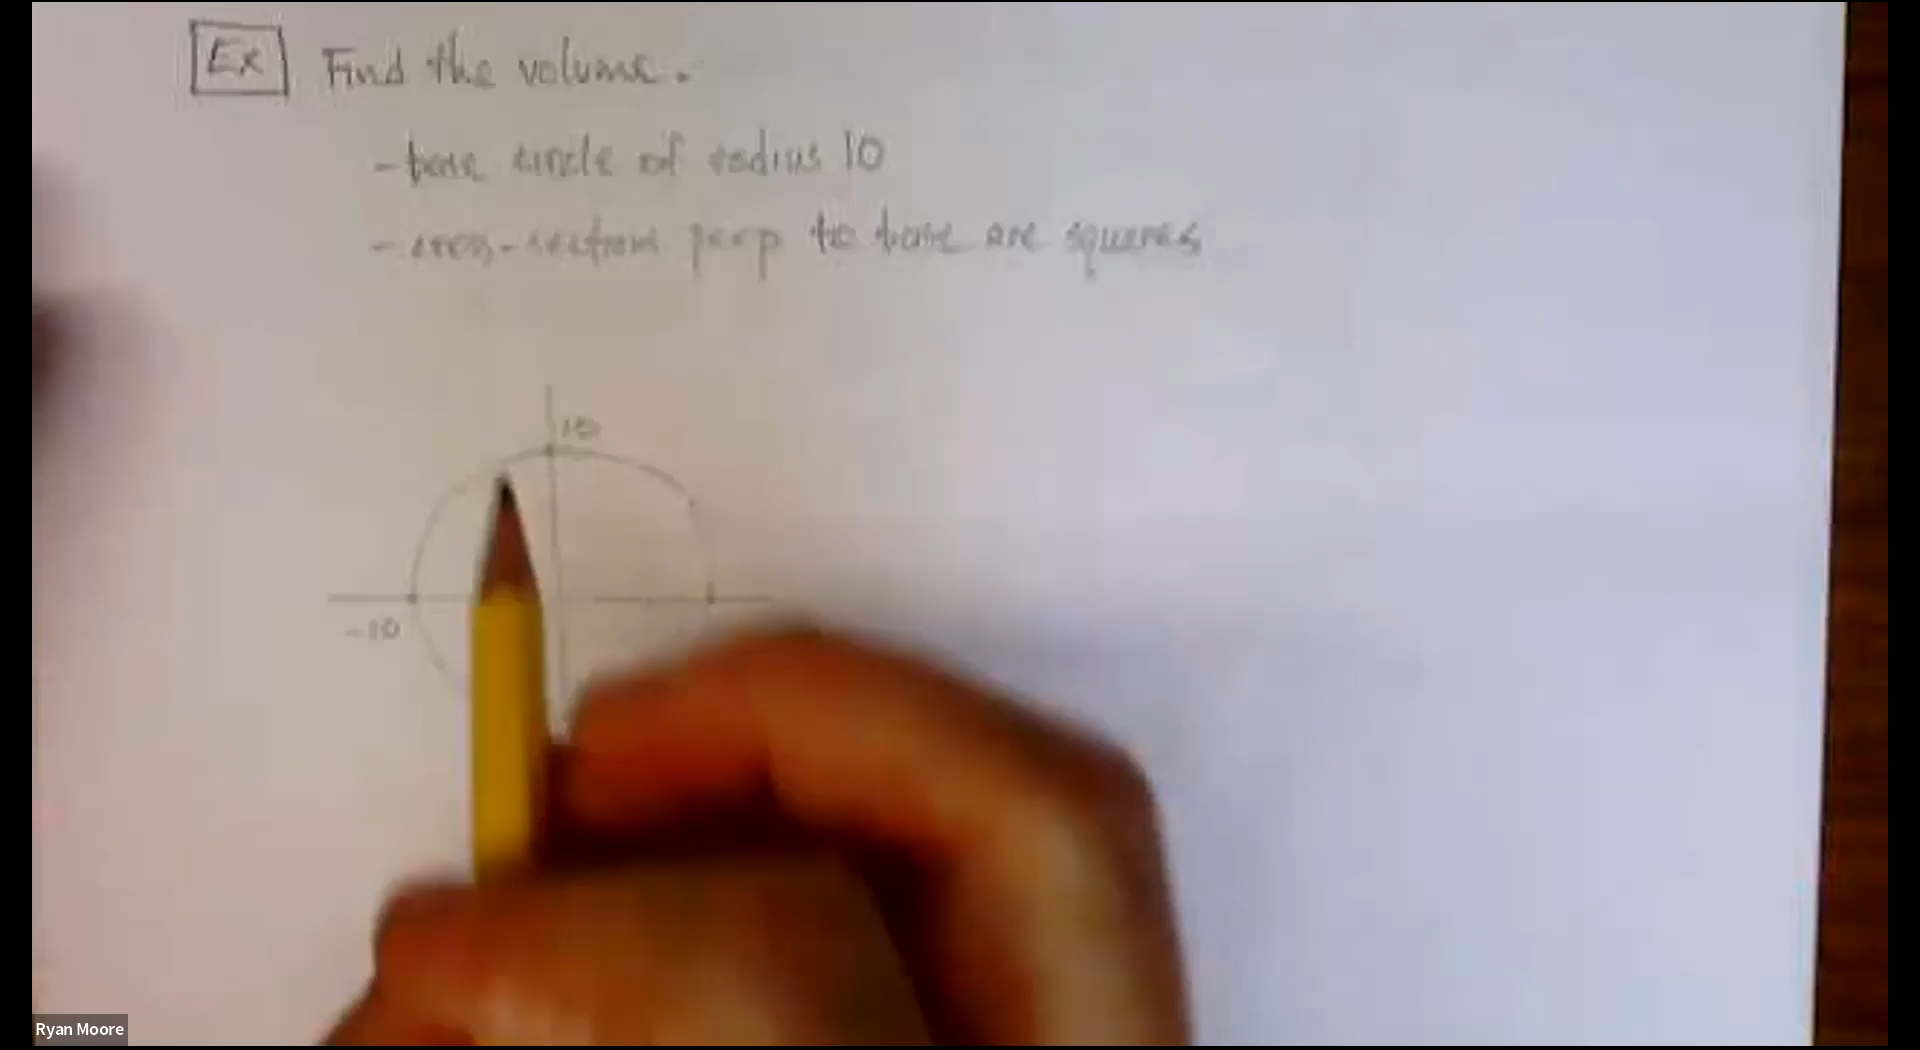 Ex Find the volume.
- base circle of radius 10
- cross-sections perp to base are squares
10
-10
Ryan Moore